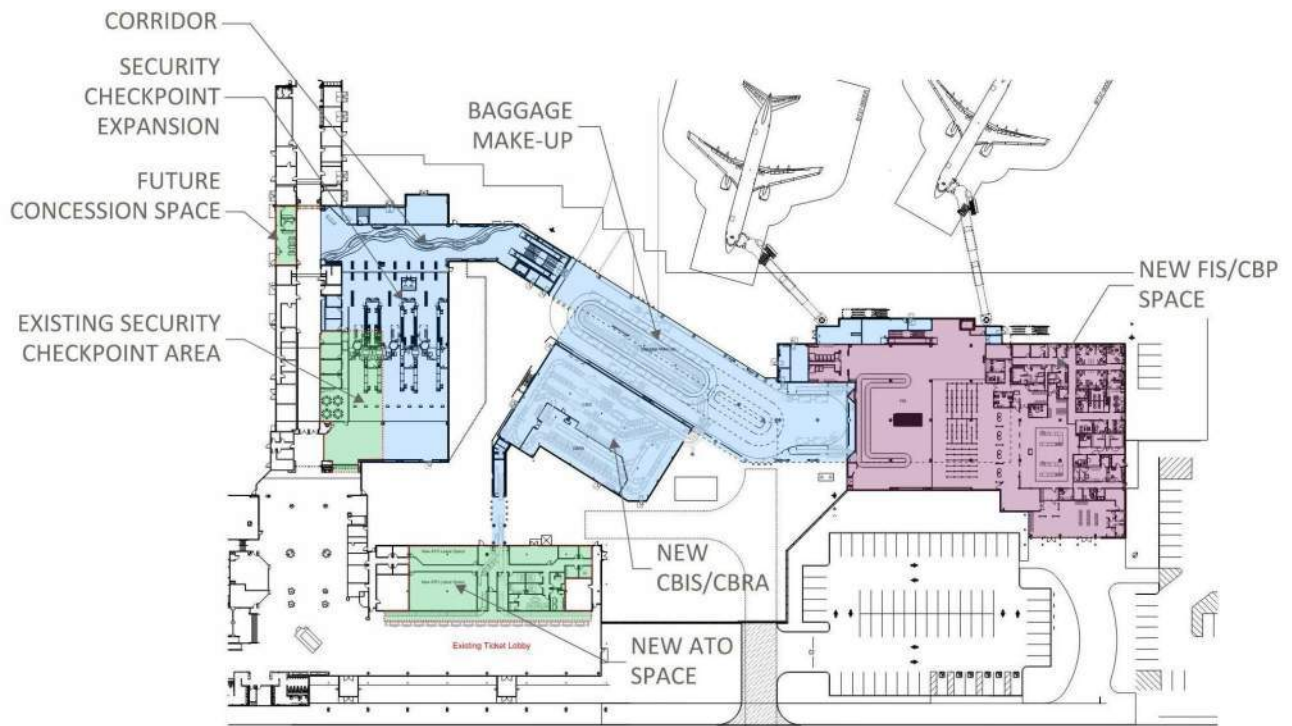 CORRIDOR
SECURITY
CHECKPOINT
EXPANSION
BAGGAGE
MAKE-UP
FUTURE
CONCESSION SPACE
NEW FIS/CBP
SPACE
EXISTING SECURITY
CHECKPOINT AREA
NEW
CBIS/CBRA
Existing Ticket Lobby
NEW ATO
SPACE